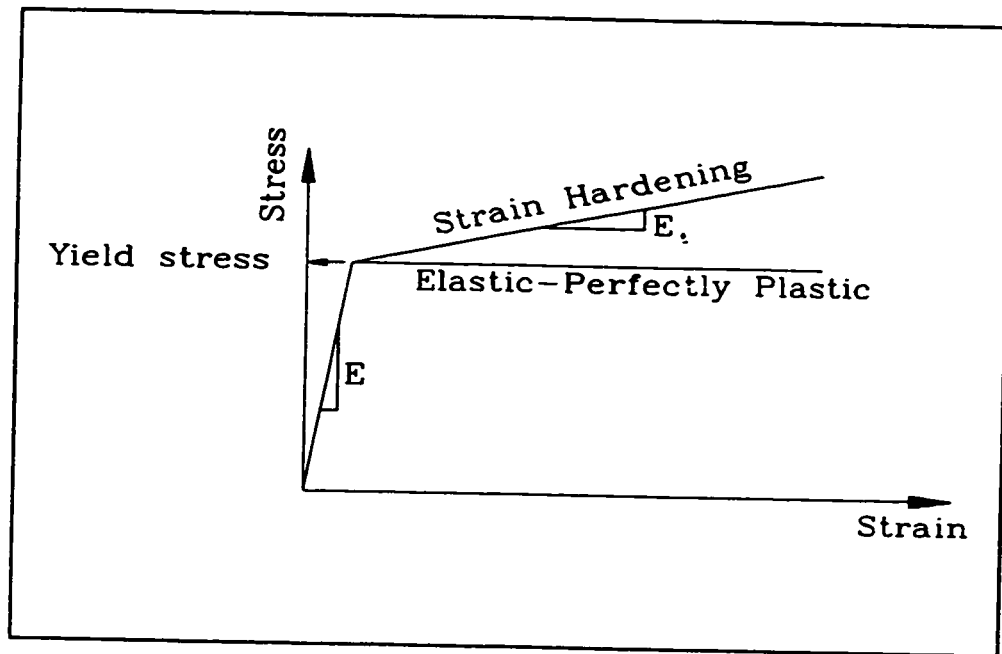 Stress
Strain Hardening
E.
Yield stress
Elastic-Perfectly Plastic
E
Strain